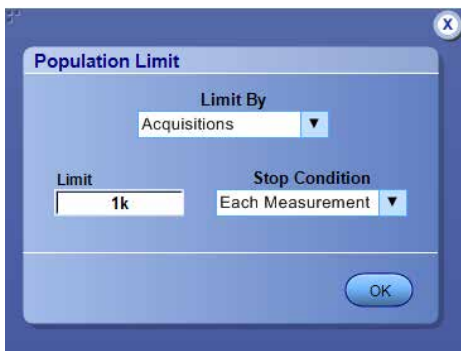 X
Population Limit
Limit By
Acquisitions ▼
Limit
Stop Condition
1k
Each Measurement ▼
OK